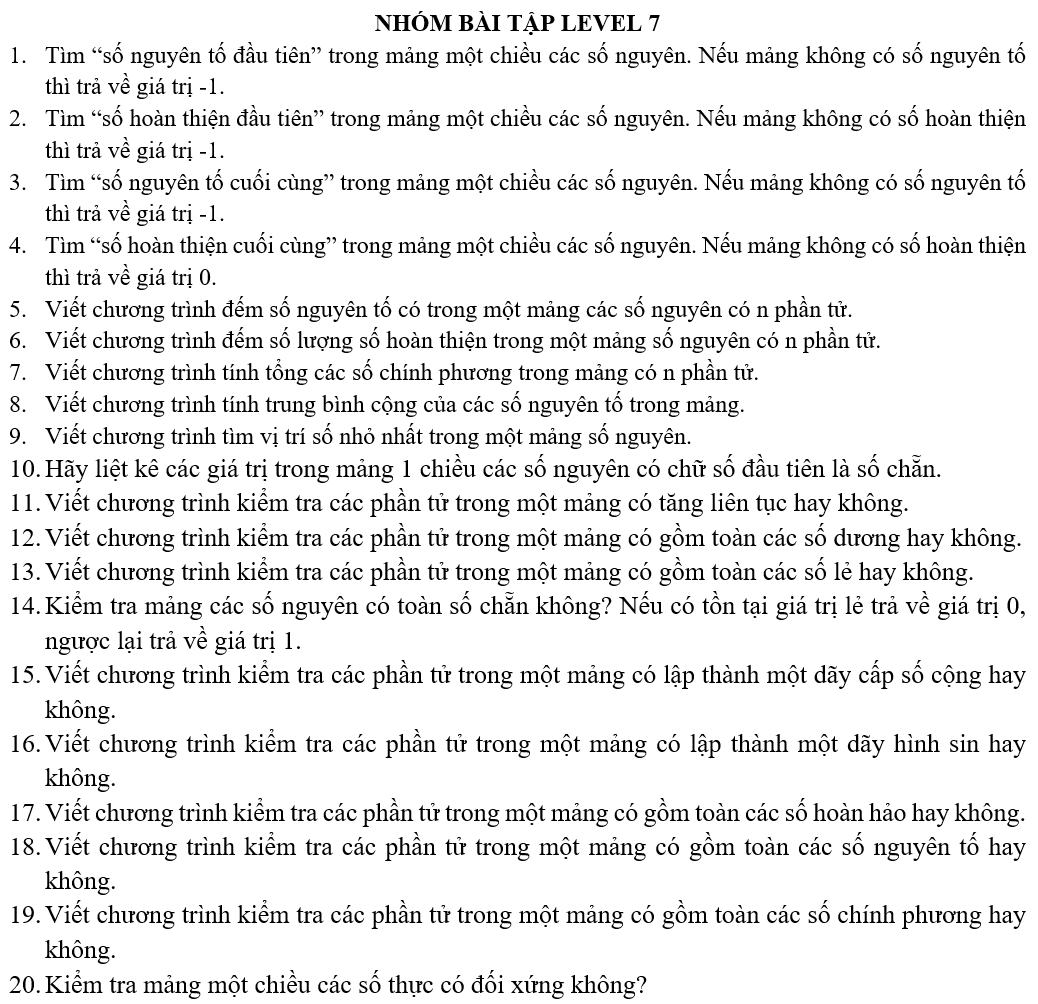 NHÓM BÀI TẬP LEVEL 7
1. Tìm “số nguyên tố đầu tiên” trong mảng một chiều các số nguyên. Nếu mảng không có số nguyên tố
thì trả về giá trị -1.
2. Tìm “số hoàn thiện đầu tiên” trong mảng một chiều các số nguyên. Nếu mảng không có số hoàn thiện
thì trả về giá trị -1.
3. Tìm “số nguyên tố cuối cùng” trong mảng một chiều các số nguyên. Nếu mảng không có số nguyên tố
thì trả về giá trị -1.
4. Tìm “số hoàn thiện cuối cùng” trong mảng một chiều các số nguyên. Nếu mảng không có số hoàn thiện
thì trả về giá trị 0.
5. Viết chương trình đếm số nguyên tố có trong một mảng các số nguyên có n phần tử.
6. Viết chương trình đếm số lượng số hoàn thiện trong một mảng số nguyên có n phần tử.
7. Viết chương trình tính tổng các số chính phương trong mảng có n phần tử.
8. Viết chương trình tính trung bình cộng của các số nguyên tố trong mảng.
9. Viết chương trình tìm vị trí số nhỏ nhất trong một mảng số nguyên.
10. Hãy liệt kê các giá trị trong mảng 1 chiều các số nguyên có chữ số đầu tiên là số chẵn.
11. Viết chương trình kiểm tra các phần tử trong một mảng có tăng liên tục hay không.
12. Viết chương trình kiểm tra các phần tử trong một mảng có gồm toàn các số dương hay không.
13. Viết chương trình kiểm tra các phần tử trong một mảng có gồm toàn các số lẻ hay không.
14. Kiểm tra mảng các số nguyên có toàn số chẵn không? Nếu có tồn tại giá trị lẻ trả về giá trị 0,
ngược lại trả về giá trị 1.
15. Viết chương trình kiểm tra các phần tử trong một mảng có lập thành một dãy cấp số cộng hay
không.
16. Viết chương trình kiểm tra các phần tử trong một mảng có lập thành một dãy hình sin hay
không.
17. Viết chương trình kiểm tra các phần tử trong một mảng có gồm toàn các số hoàn hảo hay không.
18. Viết chương trình kiểm tra các phần tử trong một mảng có gồm toàn các số nguyên tố hay
không.
19. Viết chương trình kiểm tra các phần tử trong một mảng có gồm toàn các số chính phương hay
không.
20. Kiểm tra mảng một chiều các số thực có đối xứng không?